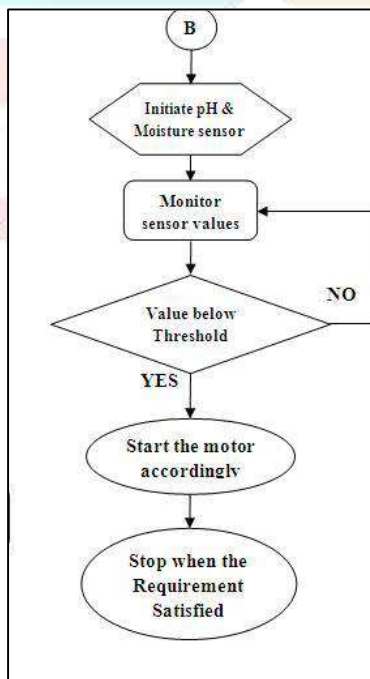 B
Initiate pH &
Moisture sensor
Monitor
sensor values
Value below
Threshold
NO
YES
Start the motor
accordingly
Stop when the
Requirement
Satisfied